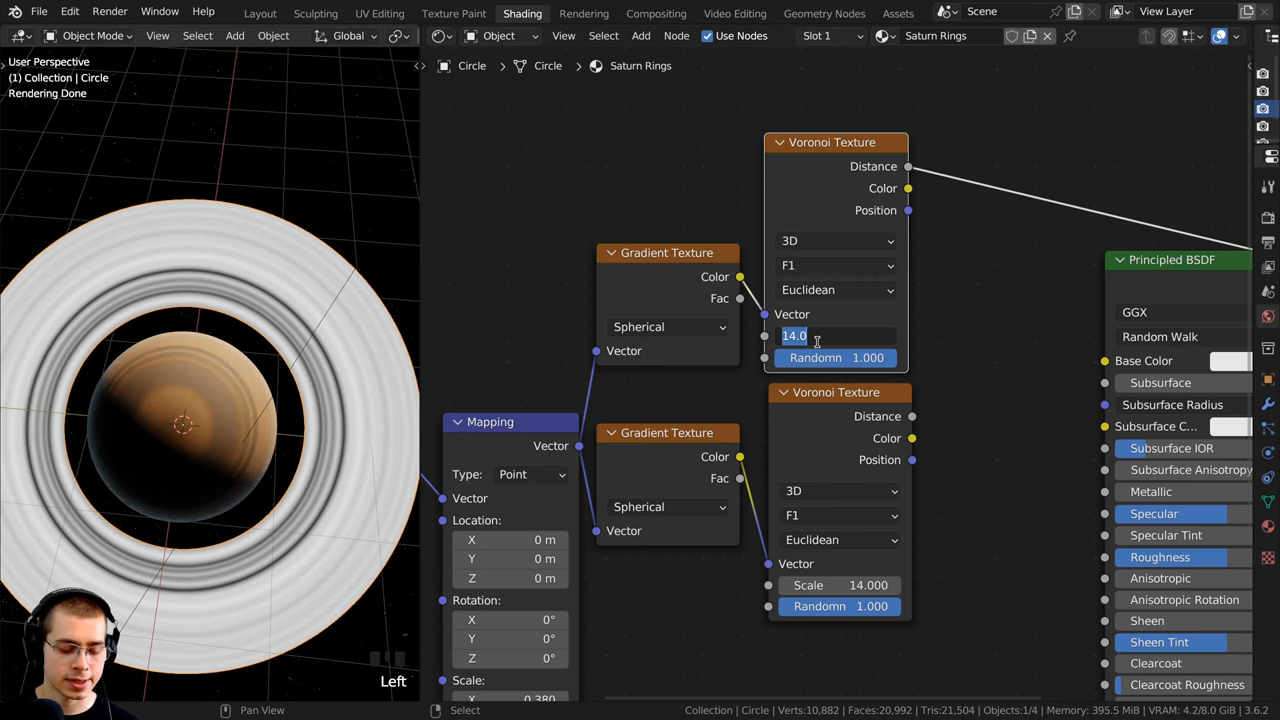 File Edit Render Window Help Layout Sculpting UV Editing Texture Paint Shading Rendering Compositing Video Editing Geometry Nodes Assets Scene View Layer
Object Mode View Select Add Object Global Object View Select Add Node Use Nodes Slot 1 Saturn Rings
User Perspective
(1) Collection | Circle
Rendering Done
Circle > Circle > Saturn Rings
Voronoi Texture
Distance
Color
Position
3D
F1
Euclidean
Vector
14.0
Randomn 1.000
Gradient Texture
Color
Fac
Spherical
Vector
Gradient Texture
Color
Fac
Spherical
Vector
Voronoi Texture
Distance
Color
Position
3D
F1
Euclidean
Vector
Scale 14.000
Randomn 1.000
Mapping
Vector
Type: Point
Vector
Location:
X 0 m
Y 0 m
Z 0 m
Rotation:
X 0°
Y 0°
Z 0°
Scale:
X 0.380
Principled BSDF
GGX
Random Walk
Base Color
Subsurface
Subsurface Radius
Subsurface C...
Subsurface IOR
Subsurface Anisotropy
Metallic
Specular
Specular Tint
Roughness
Anisotropic
Anisotropic Rotation
Sheen
Sheen Tint
Clearcoat
Clearcoat Roughness
Left
Pan View Select Collection | Circle | Verts:10,882 | Faces:20,992 | Tris:21,504 | Objects:1/4 | Memory: 395.5 MiB | VRAM: 4.2/8.0 GiB | 3.6.2